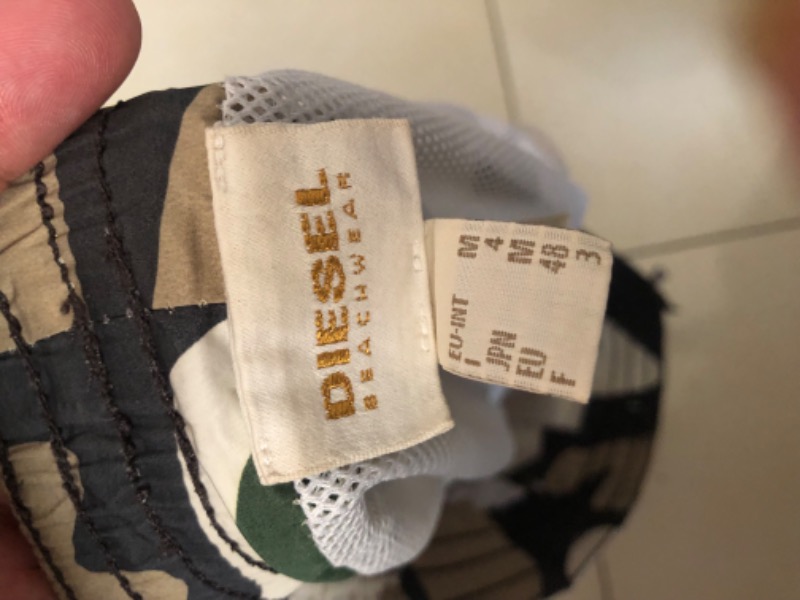 DIESEL
BEACHWEAR
EU-INT M
I 4
JPN M
EU 48
F 3